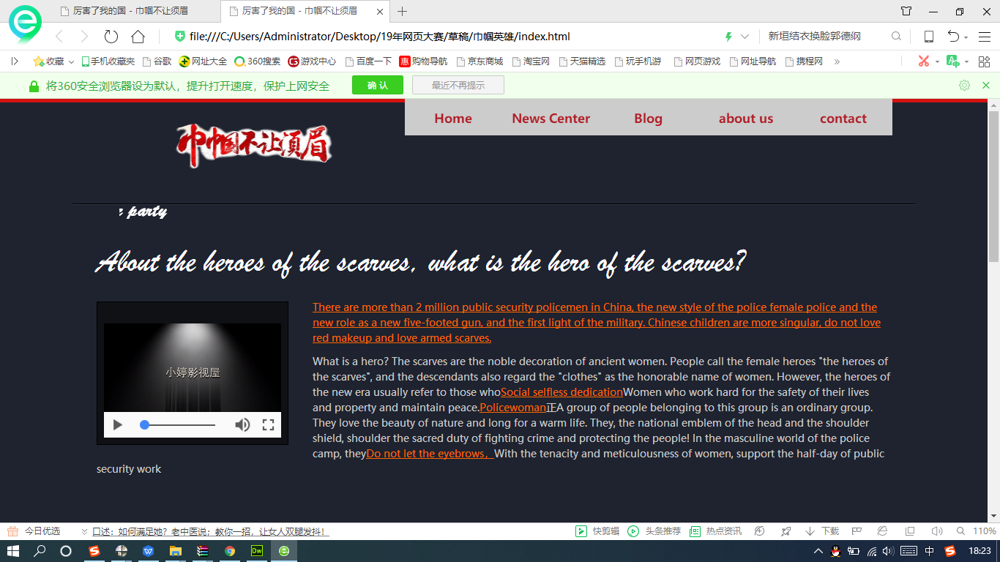 厉害了我的国 - 巾帼不让须眉
厉害了我的国 - 巾帼不让须眉
file:///C:/Users/Administrator/Desktop/19年网页大赛/草稿/巾帼英雄/index.html
新垣结衣换脸郭德纲
收藏 手机收藏夹 谷歌 网址大全 360搜索 游戏中心 百度一下 购物导航 京东商城 淘宝网 天猫精选 玩手机游 网页游戏 网址导航 携程网 »
将360安全浏览器设为默认，提升打开速度，保护上网安全 确 认 最近不再提示
Home News Center Blog about us contact
巾帼不让须眉
party
About the heroes of the scarves, what is the hero of the scarves?
There are more than 2 million public security policemen in China, the new style of the police female police and the
new role as a new five-footed gun, and the first light of the military. Chinese children are more singular, do not love
red makeup and love armed scarves.
What is a hero? The scarves are the noble decoration of ancient women. People call the female heroes "the heroes of
the scarves", and the descendants also regard the "clothes" as the honorable name of women. However, the heroes of
the new era usually refer to those whoSocial selfless dedicationWomen who work hard for the safety of their lives
and property and maintain peace.Policewoman正A group of people belonging to this group is an ordinary group.
They love the beauty of nature and long for a warm life. They, the national emblem of the head and the shoulder
shield, shoulder the sacred duty of fighting crime and protecting the people! In the masculine world of the police
camp, theyDo not let the eyebrows，With the tenacity and meticulousness of women, support the half-day of public
security work
小婷影视屋
今日优选 口述：如何满足她？老中医说；教你一招，让女人双腿发抖！ 快剪辑 头条推荐 热点资讯 下载 110%
Dw 中 18:23